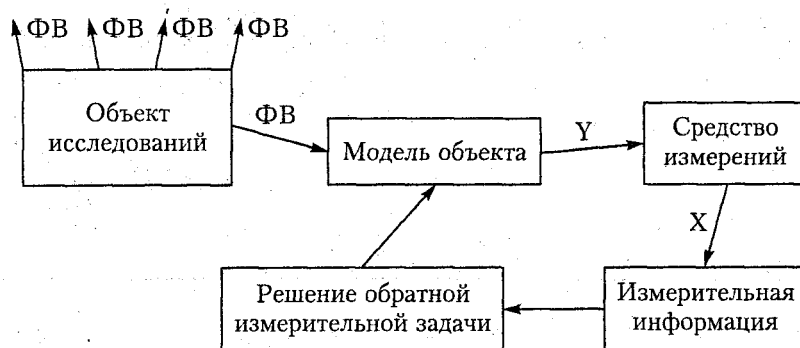 ФВ ФВ ФВ ФВ
Объект
исследований
ФВ
Модель объекта
Y
Средство
измерений
X
Решение обратной
измерительной задачи
Измерительная
информация